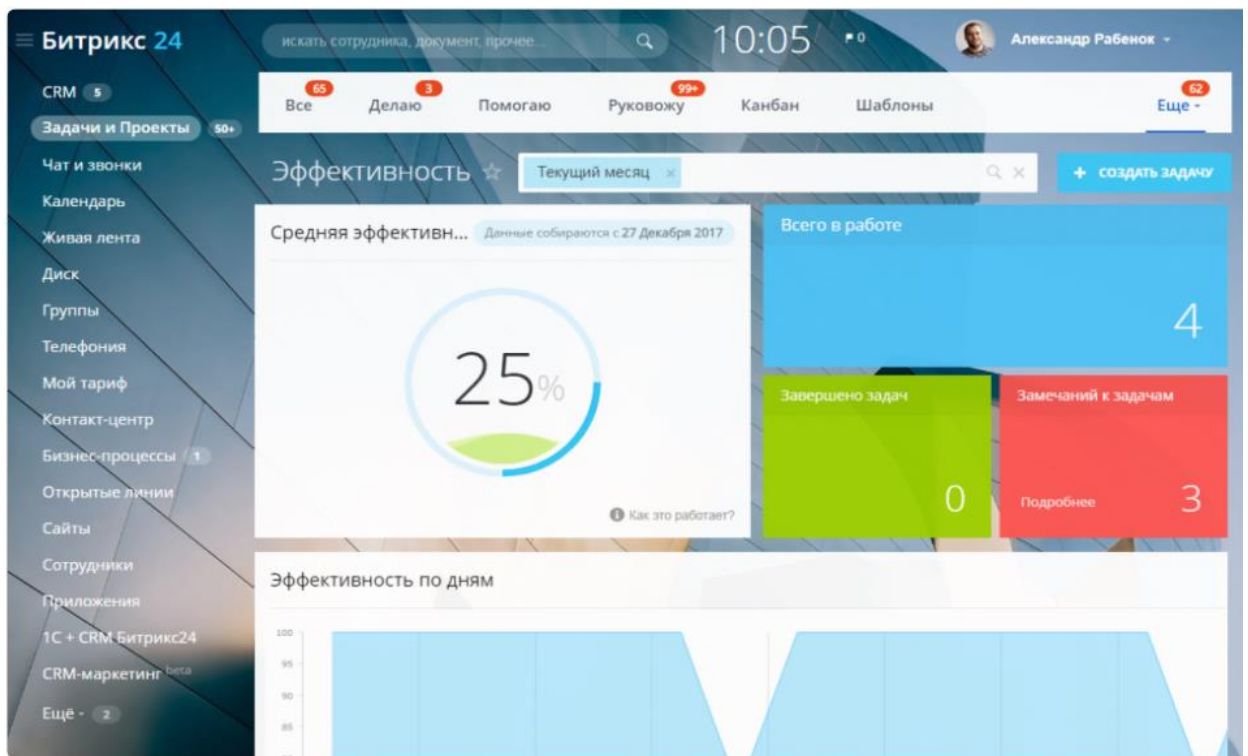 Битрикс 24
искать сотрудника, документ, прочее...
10:05
0
Александр Рабенок
CRM 5
Задачи и Проекты 50+
Чат и звонки
Календарь
Живая лента
Диск
Группы
Телефония
Мой тариф
Контакт-центр
Бизнес-процессы 1
Открытые линии
Сайты
Сотрудники
Приложения
1С + CRM Битрикс24
CRM-маркетинг beta
Ещё - 2
Все 65 Делаю 3 Помогаю Руковожу 99+ Канбан Шаблоны Еще - 62
Эффективность
Текущий месяц ×
+ СОЗДАТЬ ЗАДАЧУ
Средняя эффективн... Данные собираются с 27 Декабря 2017
25%
Как это работает?
Всего в работе
4
Завершено задач
0
Замечаний к задачам
Подробнее 3
Эффективность по дням
100
95
90
85